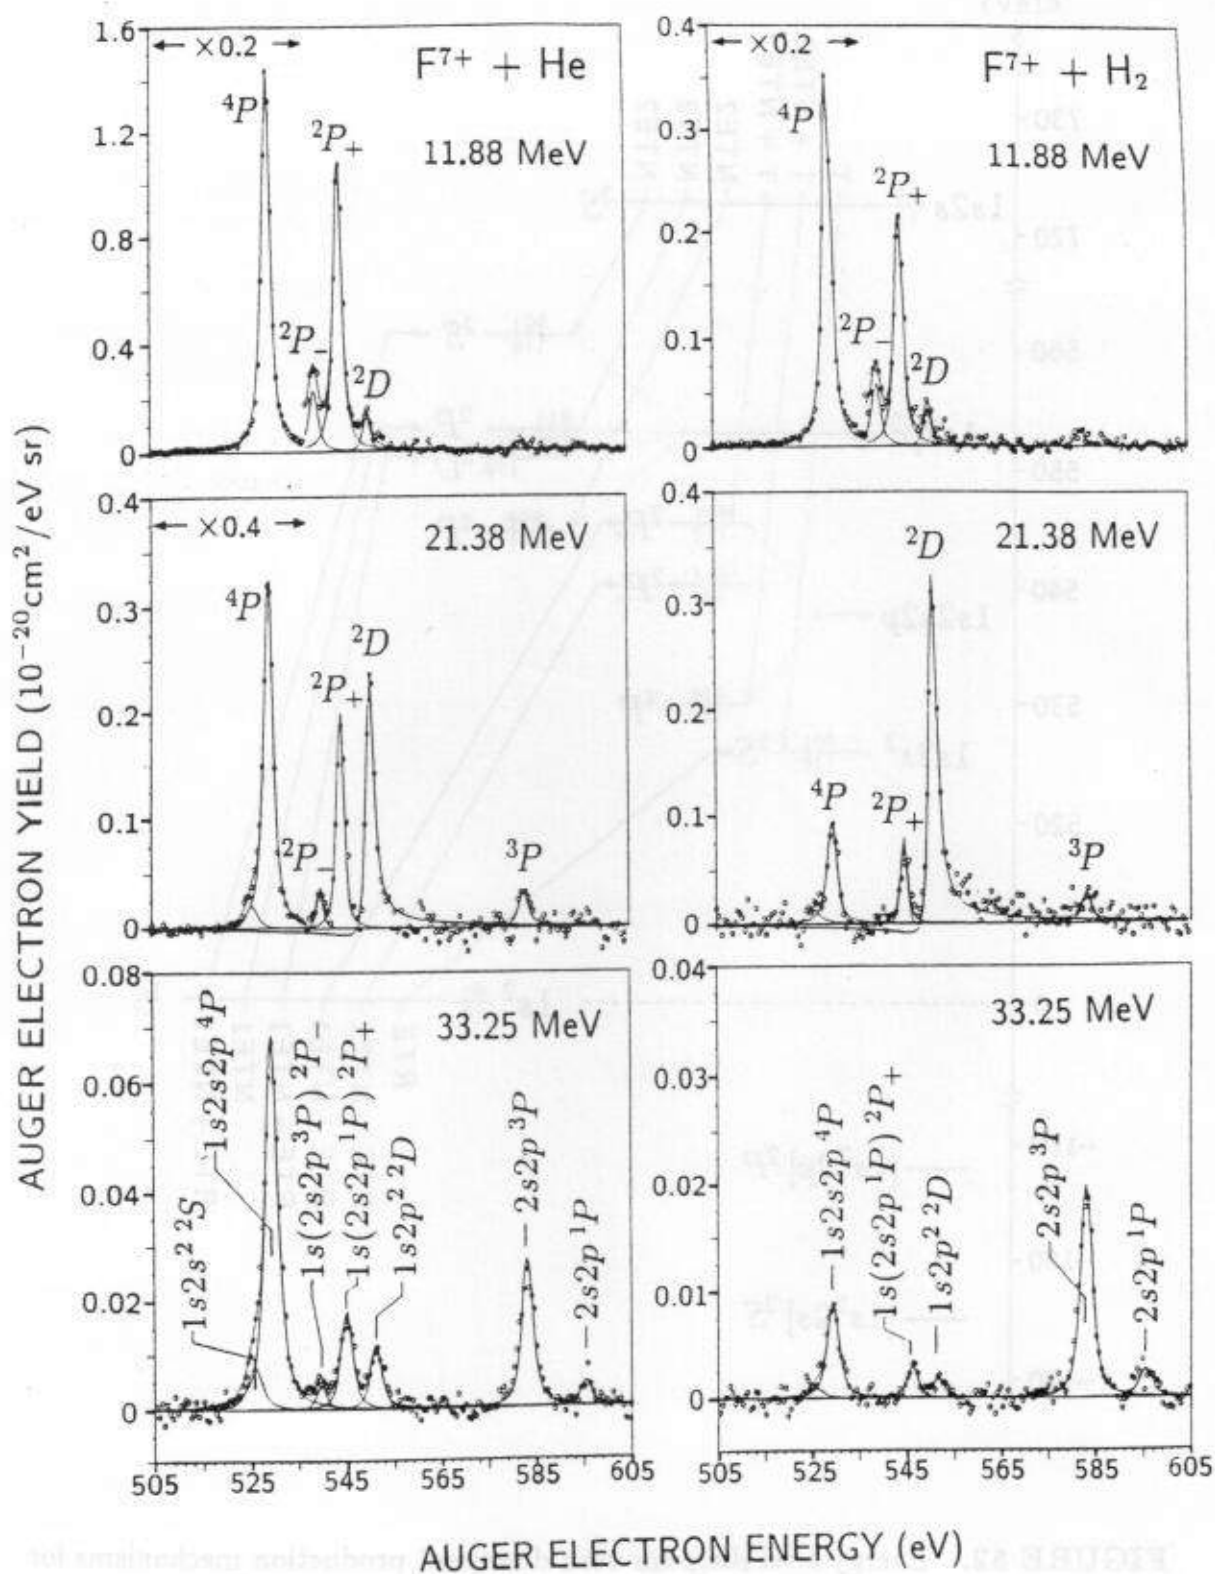 1.6
×0.2
F⁷⁺ + He
⁴P
²P₊
11.88 MeV
1.2
0.8
²P₋
²D
0.4
0
0.4
×0.2
F⁷⁺ + H₂
⁴P
11.88 MeV
0.3
²P₊
0.2
²P₋
²D
0.1
0
0.4
×0.4
21.38 MeV
⁴P
0.3
²D
²P₊
0.2
0.1
²P₋
³P
0
0.4
²D
21.38 MeV
0.3
0.2
⁴P
²P₊
0.1
³P
0
0.08
33.25 MeV
1s2s² ²S
1s2s2p ⁴P
1s(2s2p ³P) ²P₋
1s(2s2p ¹P) ²P₊
1s2p² ²D
2s2p ³P
2s2p ¹P
0.06
0.04
0.02
0
505
525
545
565
585
605
0.04
33.25 MeV
0.03
1s2s2p ⁴P
1s(2s2p ¹P) ²P₊
1s2p² ²D
2s2p ³P
2s2p ¹P
0.02
0.01
0
505
525
545
565
585
605
AUGER ELECTRON YIELD (10⁻²⁰cm²/eV sr)
AUGER ELECTRON ENERGY (eV)